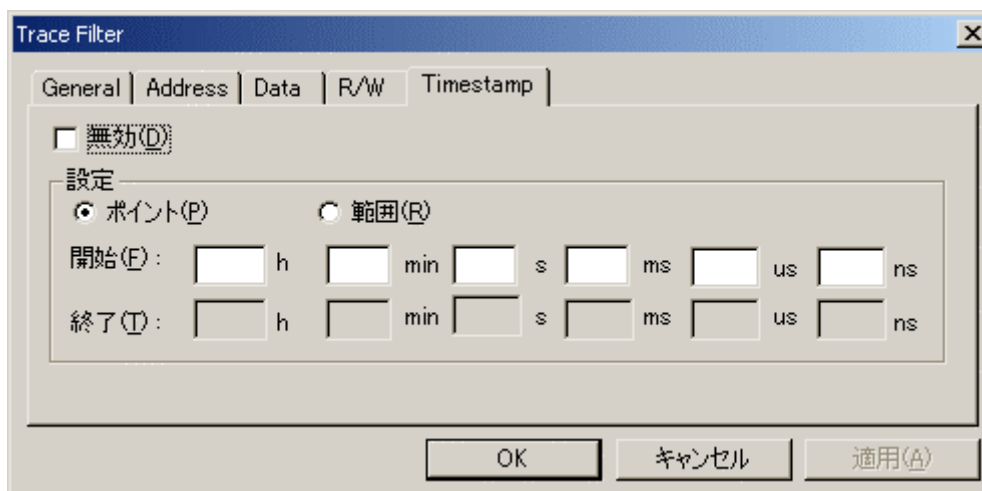 Trace Filter
General Address Data R/W Timestamp
無効(D)
設定
ポイント(P) 範囲(R)
開始(F): h min s ms us ns
終了(T): h min s ms us ns
OK キャンセル 適用(A)